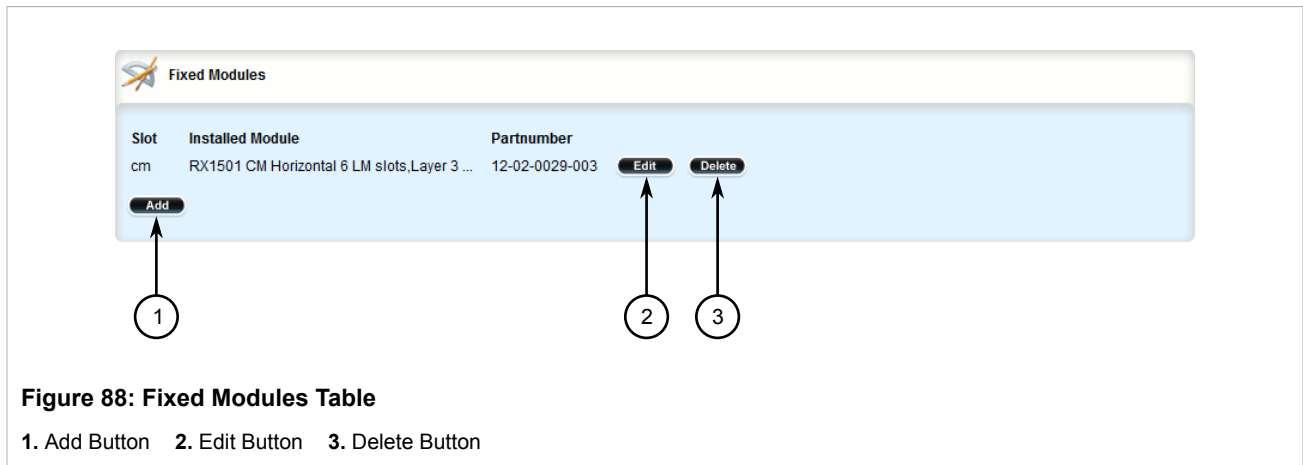 Fixed Modules
Slot Installed Module Partnumber
cm RX1501 CM Horizontal 6 LM slots,Layer 3 ... 12-02-0029-003 Edit Delete
Add
1 2 3
Figure 88: Fixed Modules Table
1. Add Button 2. Edit Button 3. Delete Button